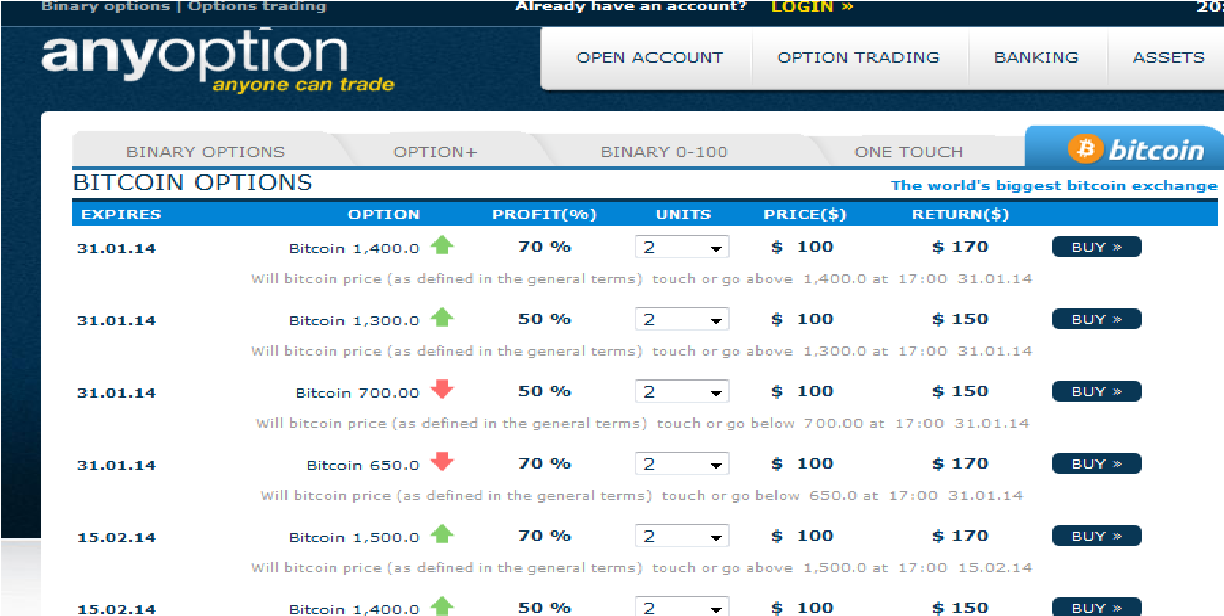 Binary options | Options trading Already have an account? LOGIN »
anyoption
anyone can trade
OPEN ACCOUNT OPTION TRADING BANKING ASSETS
BINARY OPTIONS OPTION+ BINARY 0-100 ONE TOUCH bitcoin
BITCOIN OPTIONS The world's biggest bitcoin exchange
EXPIRES OPTION PROFIT(%) UNITS PRICE($) RETURN($)
31.01.14 Bitcoin 1,400.0 70 % 2 $ 100 $ 170 BUY »
Will bitcoin price (as defined in the general terms) touch or go above 1,400.0 at 17:00 31.01.14
31.01.14 Bitcoin 1,300.0 50 % 2 $ 100 $ 150 BUY »
Will bitcoin price (as defined in the general terms) touch or go above 1,300.0 at 17:00 31.01.14
31.01.14 Bitcoin 700.00 50 % 2 $ 100 $ 150 BUY »
Will bitcoin price (as defined in the general terms) touch or go below 700.00 at 17:00 31.01.14
31.01.14 Bitcoin 650.0 70 % 2 $ 100 $ 170 BUY »
Will bitcoin price (as defined in the general terms) touch or go below 650.0 at 17:00 31.01.14
15.02.14 Bitcoin 1,500.0 70 % 2 $ 100 $ 170 BUY »
Will bitcoin price (as defined in the general terms) touch or go above 1,500.0 at 17:00 15.02.14
15.02.14 Bitcoin 1,400.0 50 % 2 $ 100 $ 150 BUY »